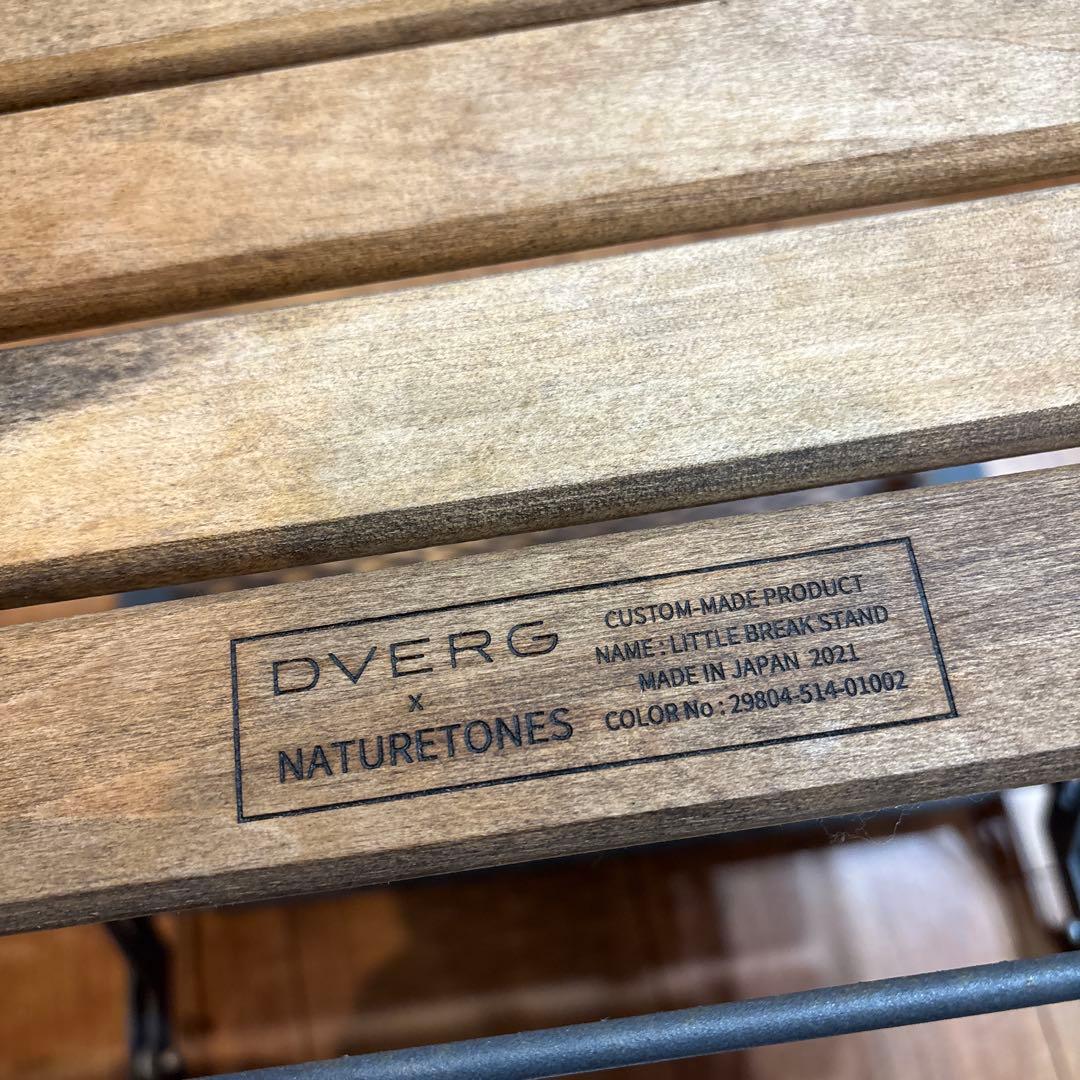 DVERG
x
NATURETONES
CUSTOM-MADE PRODUCT
NAME : LITTLE BREAK STAND
MADE IN JAPAN 2021
COLOR No : 29804-514-01002